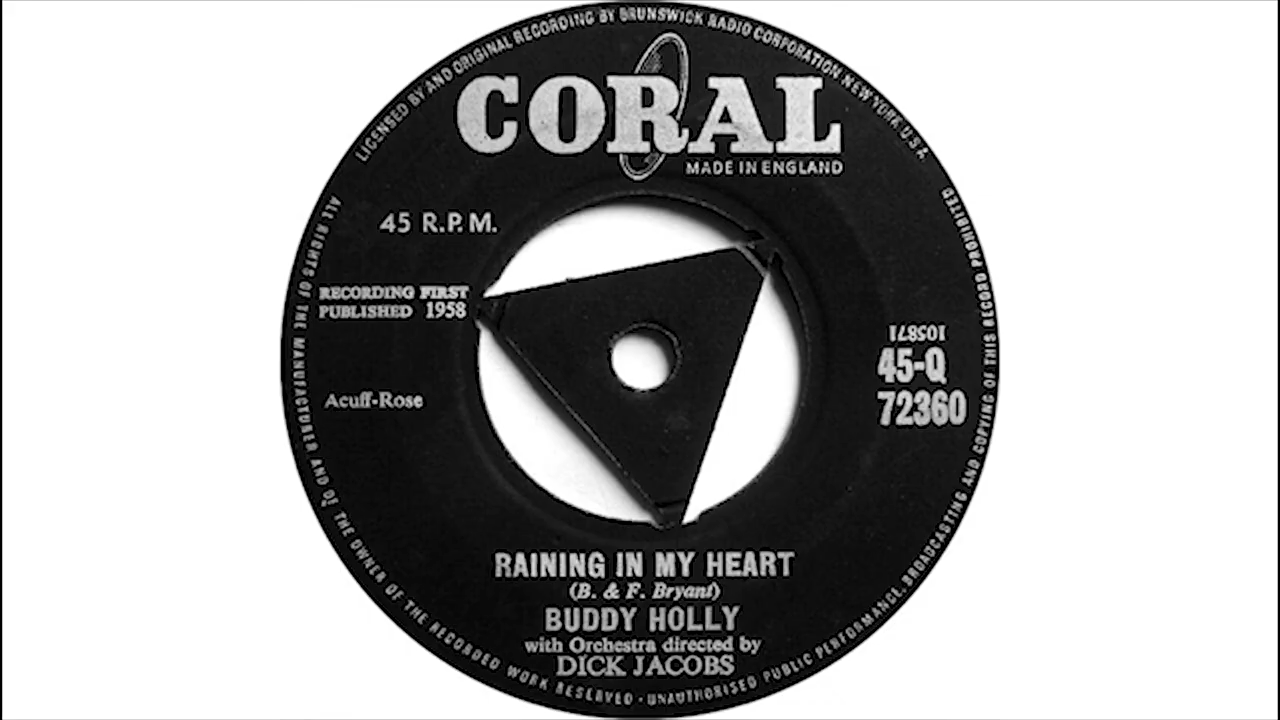 LICENSED BY AND ORIGINAL RECORDING BY BRUNSWICK RADIO CORPORATION NEW YORK. U.S.A.
CORAL
MADE IN ENGLAND
45 R.P.M.
RECORDING FIRST
PUBLISHED 1958
105871
45-Q
72360
Acuff-Rose
RAINING IN MY HEART
(B. & F. Bryant)
BUDDY HOLLY
with Orchestra directed by
DICK JACOBS
ALL RIGHTS OF THE MANUFACTURER AND OF THE OWNER OF THE RECORDED WORK RESERVED · UNAUTHORISED PUBLIC PERFORMANCE, BROADCASTING AND COPYING OF THIS RECORD PROHIBITED